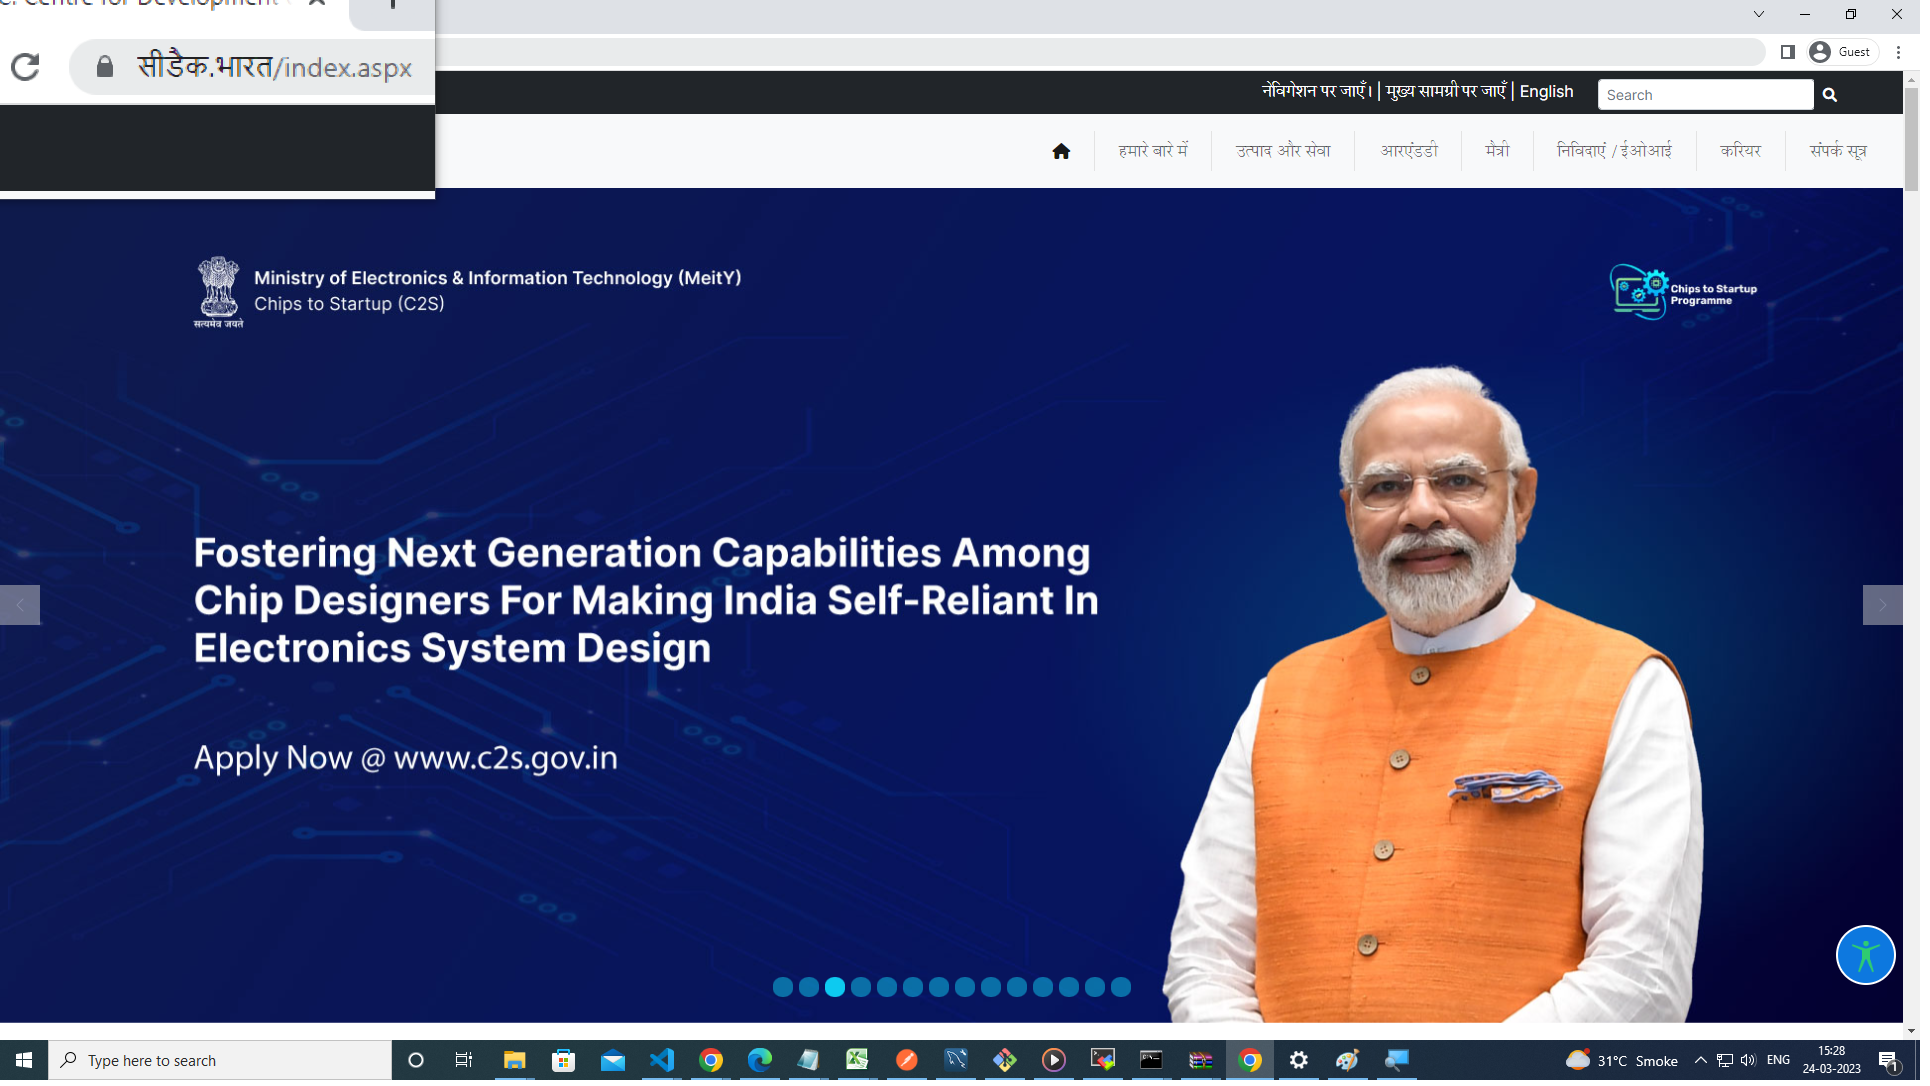 Centre for Development
सीडैक.भारत/index.aspx
Guest
नेविगेशन पर जाएँ। | मुख्य सामग्री पर जाएँ | English
Search
हमारे बारे में
उत्पाद और सेवा
आरएंडडी
मैत्री
निविदाएं / ईओआई
करियर
संपर्क सूत्र
Ministry of Electronics & Information Technology (MeitY)
Chips to Startup (C2S)
सत्यमेव जयते
Chips to Startup
Programme
Fostering Next Generation Capabilities Among
Chip Designers For Making India Self-Reliant In
Electronics System Design
Apply Now @ www.c2s.gov.in
Type here to search
31°C Smoke
ENG
15:28
24-03-2023
1